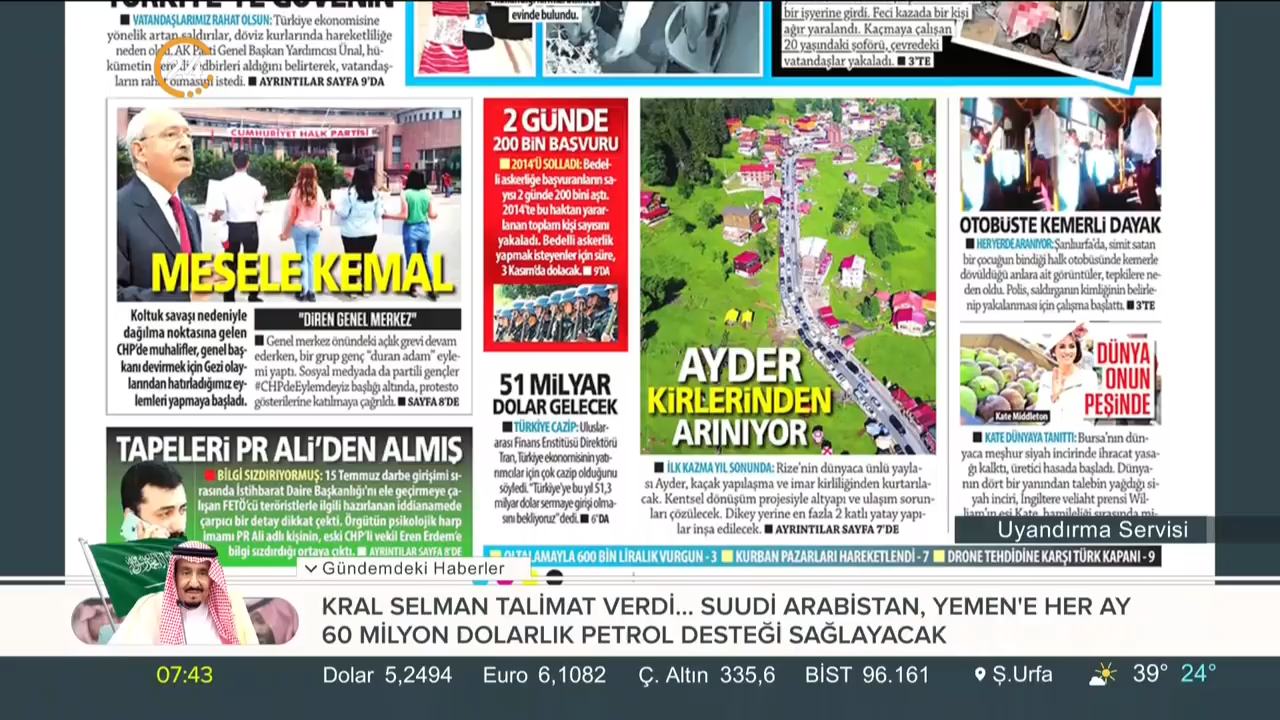 VATANDAŞLARIMIZ RAHAT OLSUN: Türkiye ekonomisine
yönelik artan saldırılar, döviz kurlarında hareketliliğe
neden oldu. AK Parti Genel Başkan Yardımcısı Ünal, hü-
kümetin gerekli tedbirleri aldığını belirterek, vatandaş-
ların rahat olmasını istedi. ■ AYRINTILAR SAYFA 9'DA
evinde bulundu.
bir işyerine girdi. Feci kazada bir kişi
ağır yaralandı. Kaçmaya çalışan
20 yaşındaki şoförü, çevredeki
vatandaşlar yakaladı. ■ 3'TE
CUMHURİYET HALK PARTİSİ
MESELE KEMAL
Koltuk savaşı nedeniyle
dağılma noktasına gelen
CHP'de muhalifler, genel baş-
kanı devirmek için Gezi olay-
larından hatırladığımız ey-
lemleri yapmaya başladı.
"DİREN GENEL MERKEZ"
■ Genel merkez önündeki açlık grevi devam
ederken, bir grup genç "duran adam" eyle-
mi yaptı. Sosyal medyada da partili gençler
#CHPdeEylemdeyiz başlığı altında, protesto
gösterilerine katılmaya çağrıldı. ■ SAYFA 8'DE
TAPELERİ PR ALİ'DEN ALMIŞ
■ BİLGİ SIZDIRIYORMUŞ: 15 Temmuz darbe girişimi sı-
rasında İstihbarat Daire Başkanlığı'nı ele geçirmeye ça-
lışan FETÖ'cü teröristlerle ilgili hazırlanan iddianamede
çarpıcı bir detay dikkat çekti. Örgütün psikolojik harp
imamı PR Ali adlı kişinin, eski CHP'li vekil Eren Erdem'e
bilgi sızdırdığı ortaya çıktı. ■ AYRINTILAR SAYFA 8'DE
2 GÜNDE
200 BİN BAŞVURU
■ 2014'Ü SOLLADI: Bedel-
li askerliğe başvuranların sa-
yısı 2 günde 200 bini aştı.
2014'te bu haktan yarar-
lanan toplam kişi sayısını
yakaladı. Bedelli askerlik
yapmak isteyenler için süre,
3 Kasım'da dolacak. ■ 9'DA
51 MİLYAR
DOLAR GELECEK
■ TÜRKİYE CAZİP: Uluslar-
arası Finans Enstitüsü Direktörü
Tran, Türkiye ekonomisinin yatı-
rımcılar için çok cazip olduğunu
söyledi. "Türkiye'ye bu yıl 51,3
milyar dolar sermaye girişi olma-
sını bekliyoruz" dedi. ■ 6'DA
AYDER
KİRLERİNDEN
ARINIYOR
■ İLK KAZMA YIL SONUNDA: Rize'nin dünyaca ünlü yayla-
sı Ayder, kaçak yapılaşma ve imar kirliliğinden kurtarıla-
cak. Kentsel dönüşüm projesiyle altyapı ve ulaşım sorun-
ları çözülecek. Dikey yerine en fazla 2 katlı yatay yapı-
lar inşa edilecek. ■ AYRINTILAR SAYFA 7'DE
OTOBÜSTE KEMERLİ DAYAK
■ HER YERDE ARANIYOR: Şanlıurfa'da, simit satan
bir çocuğun bindiği halk otobüsünde kemerle
dövüldüğü anlara ait görüntüler, tepkilere ne-
den oldu. Polis, saldırganın kimliğinin belirle-
nip yakalanması için çalışma başlattı. ■ 3'TE
DÜNYA
ONUN
PEŞİNDE
Kate Middleton
■ KATE DÜNYAYA TANITTI: Bursa'nın dün-
yaca meşhur siyah incirinde ihracat yasa-
ğı kalktı, üretici hasada başladı. Dünya-
nın dört bir yanından talebin yağdığı si-
yah inciri, İngiltere veliaht prensi Wil-
liam'ın eşi Kate, hamileliği sırasında mi-
Uyandırma Servisi
■ OLTALAMAYLA 600 BİN LİRALIK VURGUN - 3 ■ KURBAN PAZARLARI HAREKETLENDİ - 7 ■ DRONE TEHDİDİNE KARŞI TÜRK KAPANI - 9
Gündemdeki Haberler
KRAL SELMAN TALİMAT VERDİ... SUUDİ ARABİSTAN, YEMEN'E HER AY
60 MİLYON DOLARLIK PETROL DESTEĞİ SAĞLAYACAK
07:43 Dolar 5,2494 Euro 6,1082 Ç. Altın 335,6 BİST 96.161 Ş.Urfa 39° 24°